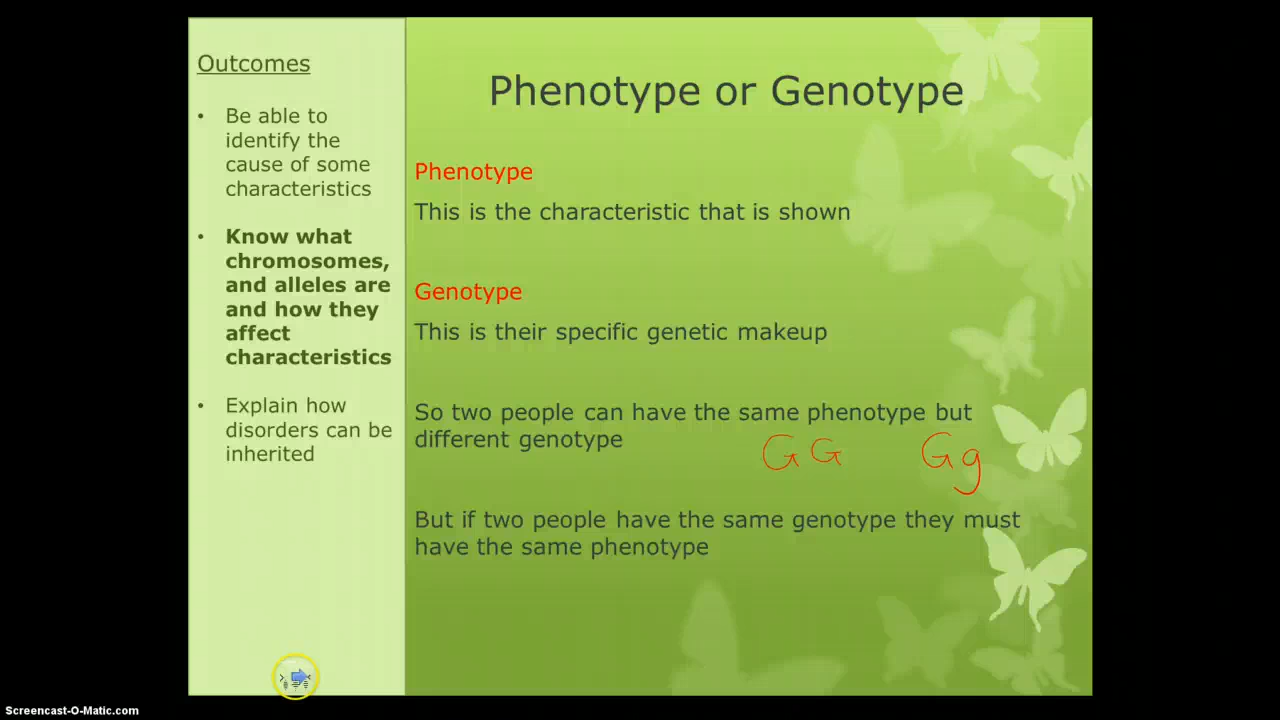 Outcomes
• Be able to
identify the
cause of some
characteristics
• Know what
chromosomes,
and alleles are
and how they
affect
characteristics
• Explain how
disorders can be
inherited
Phenotype or Genotype
Phenotype
This is the characteristic that is shown
Genotype
This is their specific genetic makeup
So two people can have the same phenotype but
different genotype
GG Gg
But if two people have the same genotype they must
have the same phenotype
Screencast-O-Matic.com